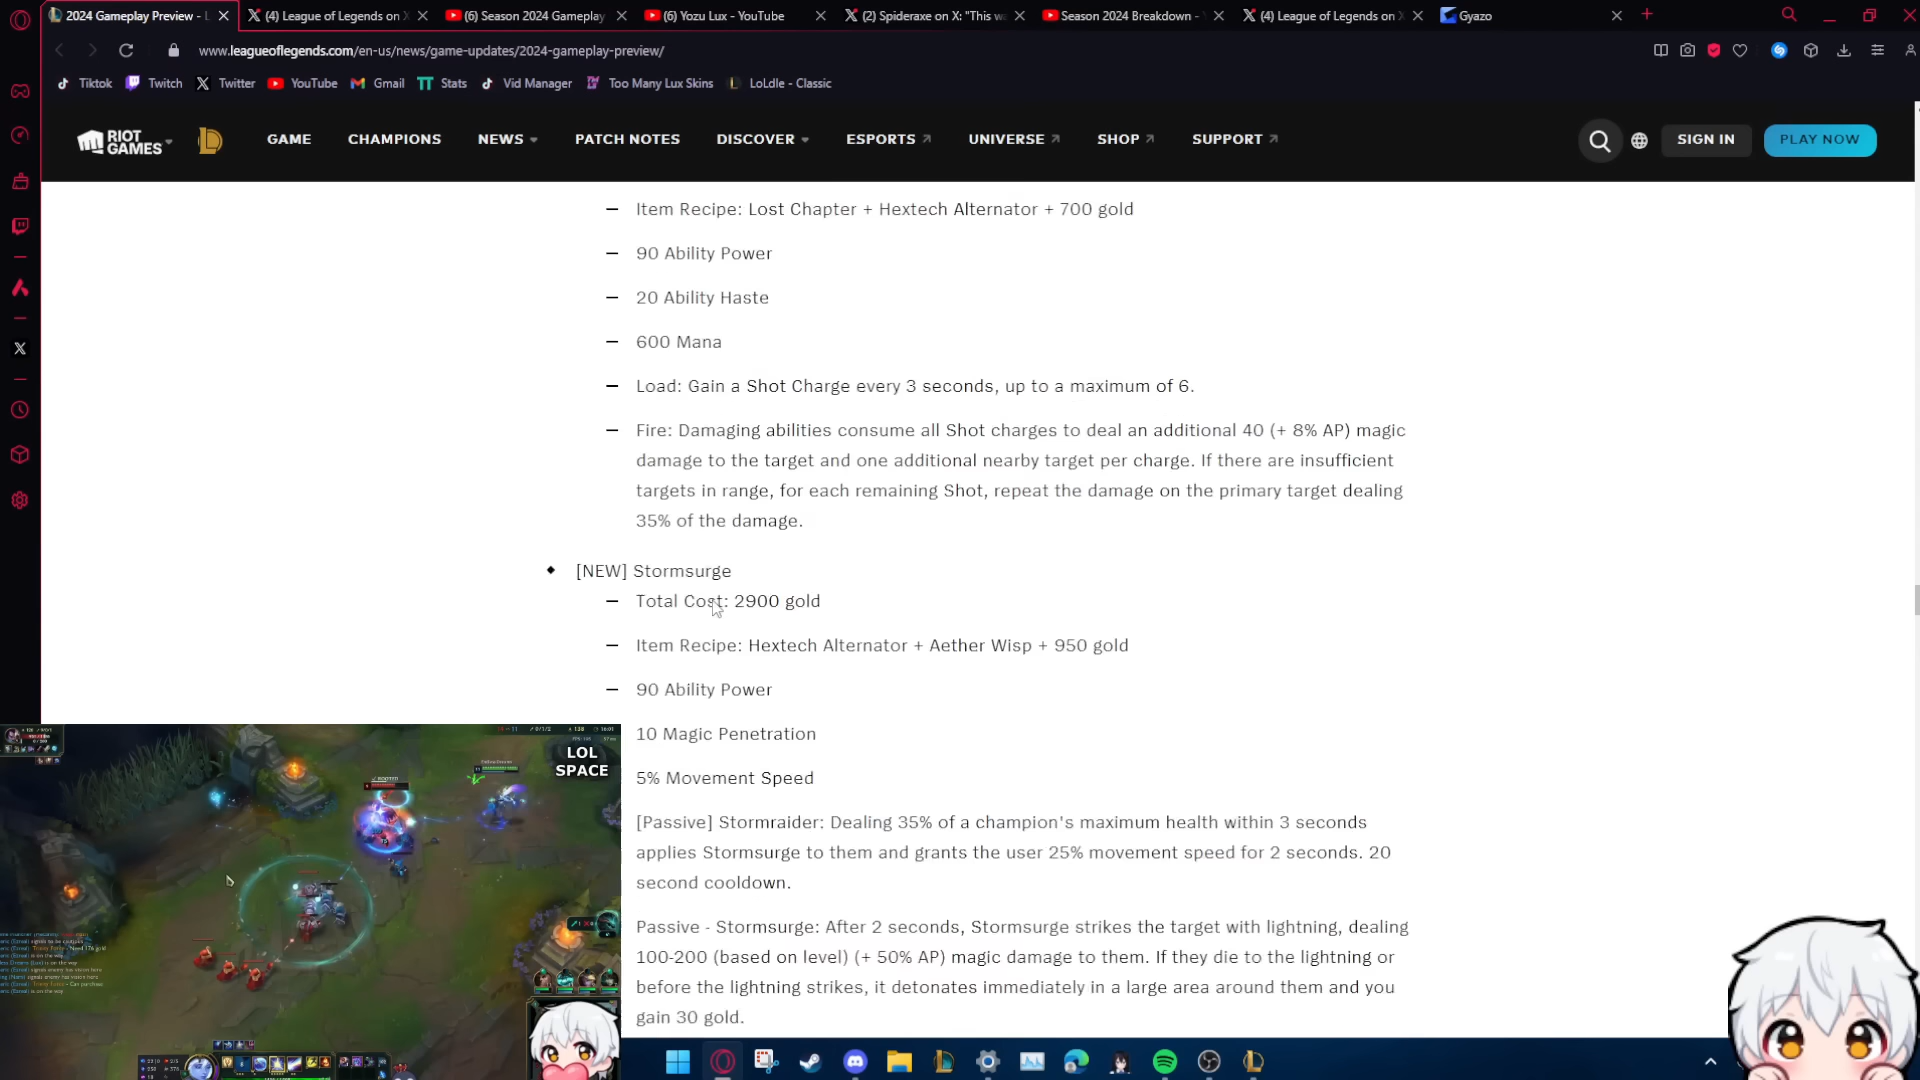 2024 Gameplay Preview - L
(4) League of Legends on X
(6) Season 2024 Gameplay
(6) Yozu Lux - YouTube
(2) Spideraxe on X: "This wa
Season 2024 Breakdown -
(4) League of Legends on X
Gyazo
www.leagueoflegends.com/en-us/news/game-updates/2024-gameplay-preview/
Tiktok Twitch Twitter YouTube Gmail Stats Vid Manager Too Many Lux Skins LoLdle - Classic
RIOT GAMES GAME CHAMPIONS NEWS PATCH NOTES DISCOVER ESPORTS UNIVERSE SHOP SUPPORT SIGN IN PLAY NOW
– Item Recipe: Lost Chapter + Hextech Alternator + 700 gold
– 90 Ability Power
– 20 Ability Haste
– 600 Mana
– Load: Gain a Shot Charge every 3 seconds, up to a maximum of 6.
– Fire: Damaging abilities consume all Shot charges to deal an additional 40 (+ 8% AP) magic
damage to the target and one additional nearby target per charge. If there are insufficient
targets in range, for each remaining Shot, repeat the damage on the primary target dealing
35% of the damage.
[NEW] Stormsurge
– Total Cost: 2900 gold
– Item Recipe: Hextech Alternator + Aether Wisp + 950 gold
– 90 Ability Power
10 Magic Penetration
5% Movement Speed
[Passive] Stormraider: Dealing 35% of a champion's maximum health within 3 seconds
applies Stormsurge to them and grants the user 25% movement speed for 2 seconds. 20
second cooldown.
Passive - Stormsurge: After 2 seconds, Stormsurge strikes the target with lightning, dealing
100-200 (based on level) (+ 50% AP) magic damage to them. If they die to the lightning or
before the lightning strikes, it detonates immediately in a large area around them and you
gain 30 gold.
LOL
SPACE
ROOTED